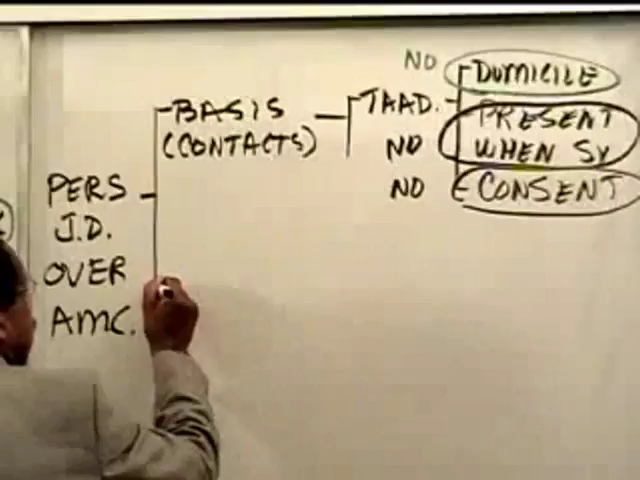 NO DOMICILE
BASIS TRAD. PRESENT
(CONTACTS) NO WHEN SV
NO CONSENT
PERS
J.D.
OVER
AMC.